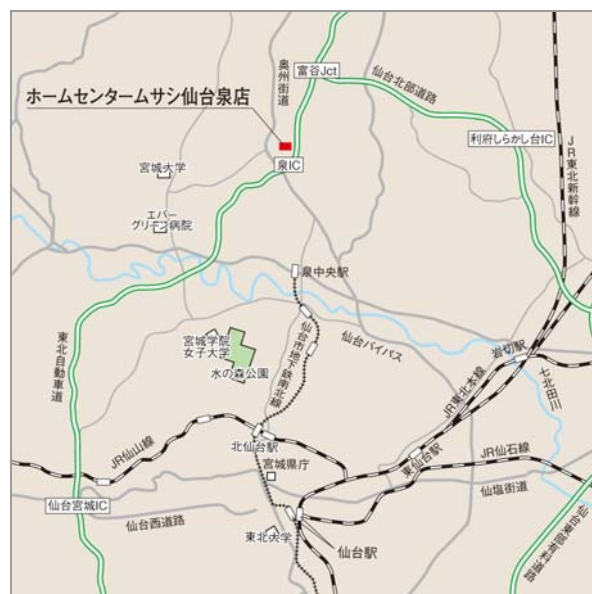 富谷Jct
奥州街道
仙台北部道路
ホームセンタームサシ仙台泉店
利府しらかし台IC
JR東北新幹線
泉IC
宮城大学
エバー
グリーン病院
泉中央駅
仙台市地下鉄南北線
仙台バイパス
東北自動車道
宮城学院
女子大学
水の森公園
岩切駅
JR東北本線
七北田川
北仙台駅
JR仙山線
東仙台駅
JR仙石線
宮城県庁
仙塩街道
仙台宮城IC
仙台西道路
東北大学
仙台駅
仙台東部有料道路